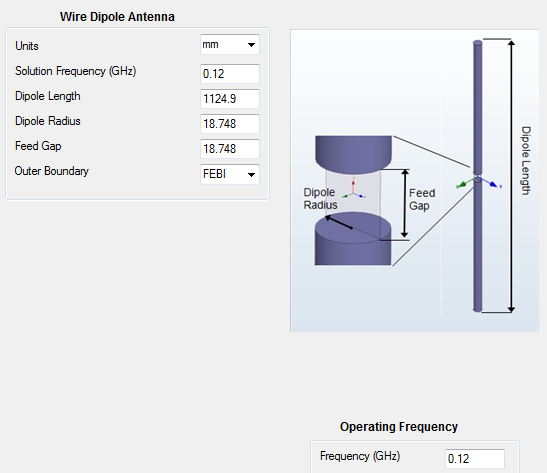 Wire Dipole Antenna
Units mm
Solution Frequency (GHz) 0.12
Dipole Length 1124.9
Dipole Radius 18.748
Feed Gap 18.748
Outer Boundary FEBI
Dipole
Radius
Feed
Gap
Dipole Length
Operating Frequency
Frequency (GHz) 0.12